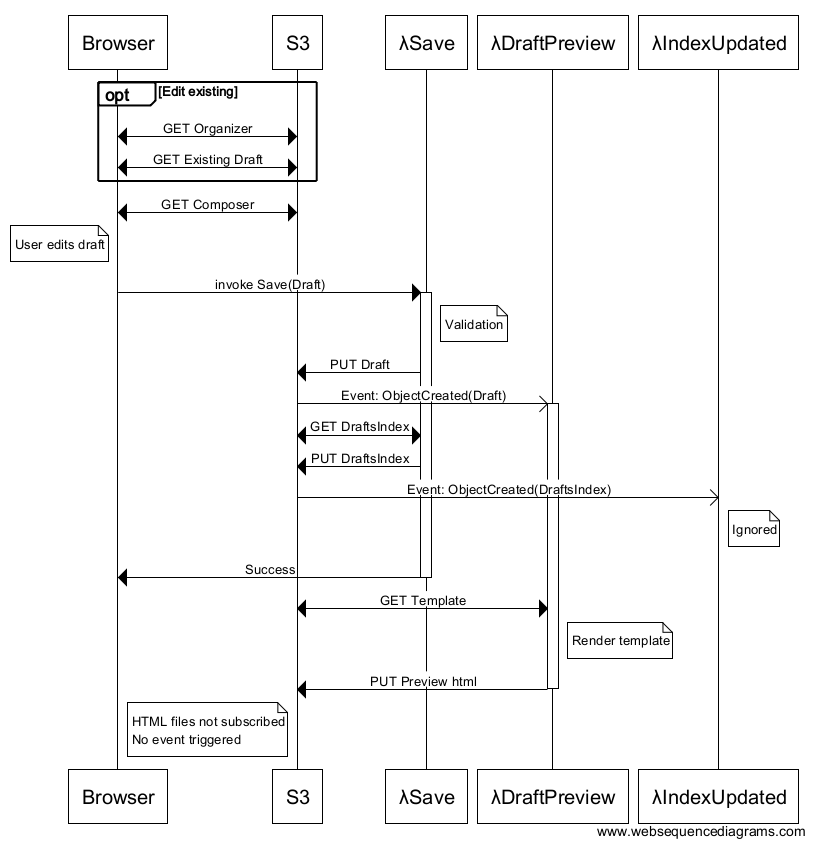 Browser
S3
λSave
λDraftPreview
λIndexUpdated
opt
[Edit existing]
GET Organizer
GET Existing Draft
GET Composer
User edits draft
invoke Save(Draft)
Validation
PUT Draft
Event: ObjectCreated(Draft)
GET DraftsIndex
PUT DraftsIndex
Event: ObjectCreated(DraftsIndex)
Ignored
Success
GET Template
Render template
PUT Preview html
HTML files not subscribed
No event triggered
Browser
S3
λSave
λDraftPreview
λIndexUpdated
www.websequencediagrams.com